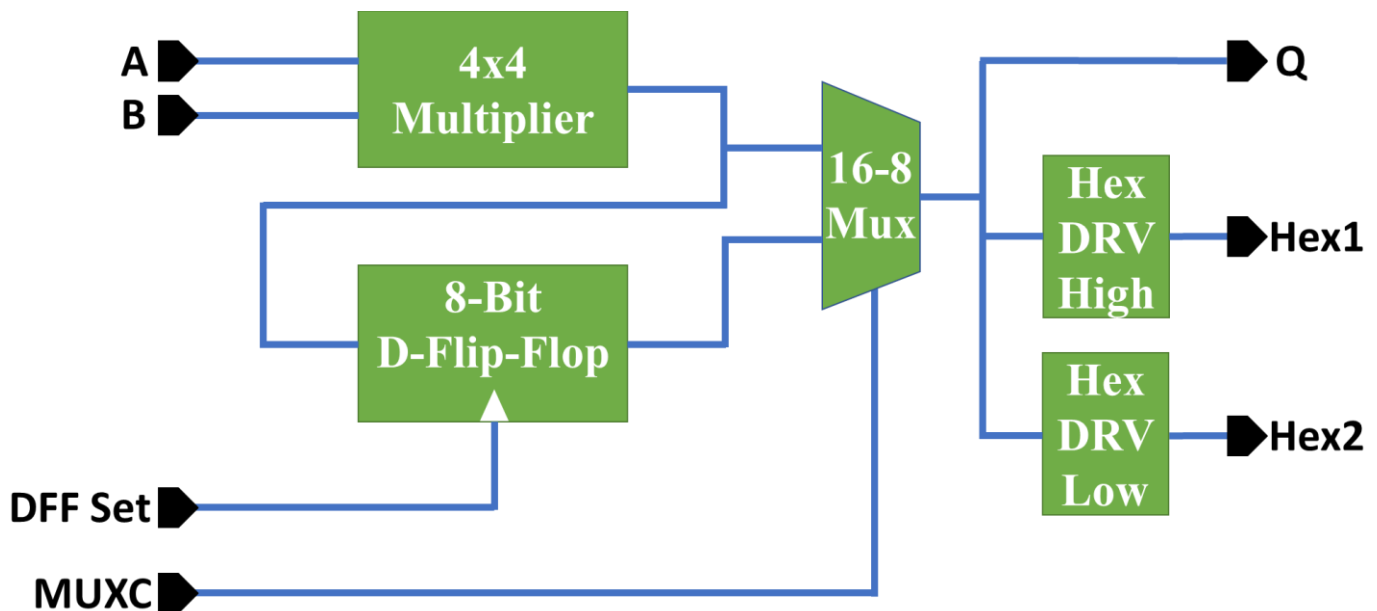 A
B
4x4
Multiplier
8-Bit
D-Flip-Flop
DFF Set
MUXC
16-8
Mux
Q
Hex
DRV
High
Hex1
Hex
DRV
Low
Hex2